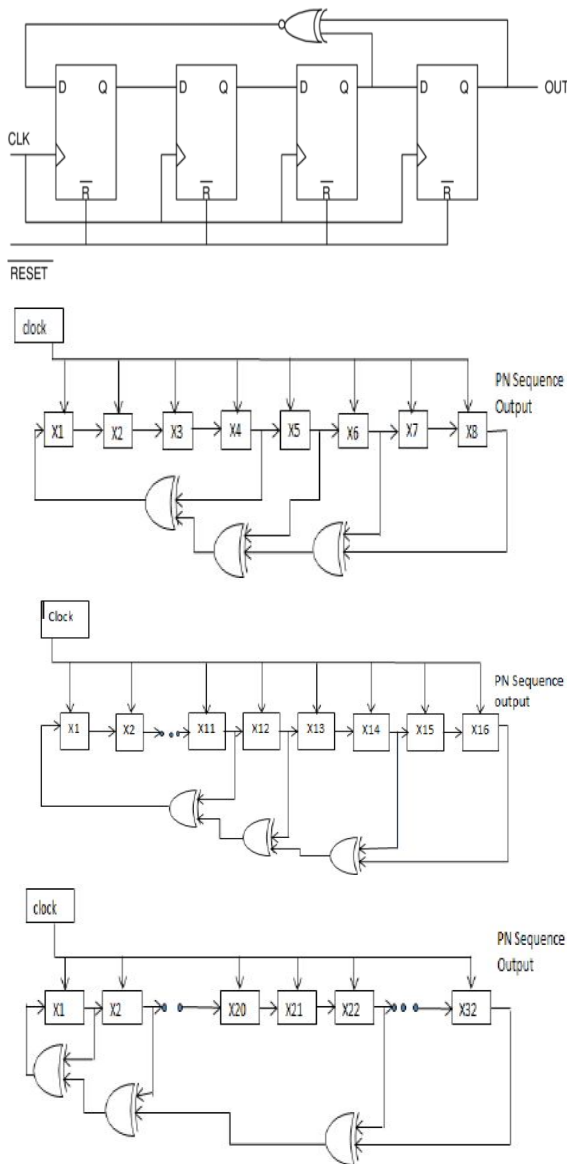 D Q D Q D Q D Q OUT
CLK
R R R R
RESET
clock
PN Sequence
Output
X1 X2 X3 X4 X5 X6 X7 X8
Clock
PN Sequence
output
X1 X2 X11 X12 X13 X14 X15 X16
clock
PN Sequence
Output
X1 X2 X20 X21 X22 X32